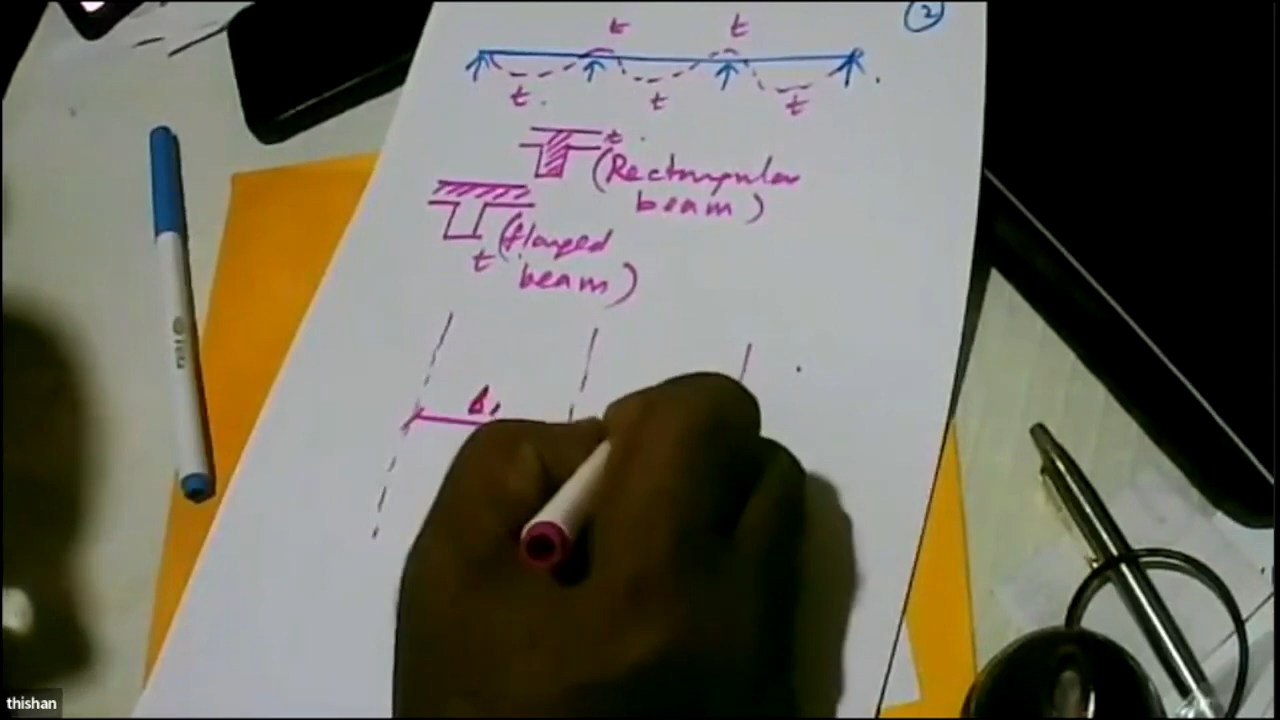 2
t t
t t t
t
(Rectangular
beam)
(flanged
t beam)
Δ,
thishan